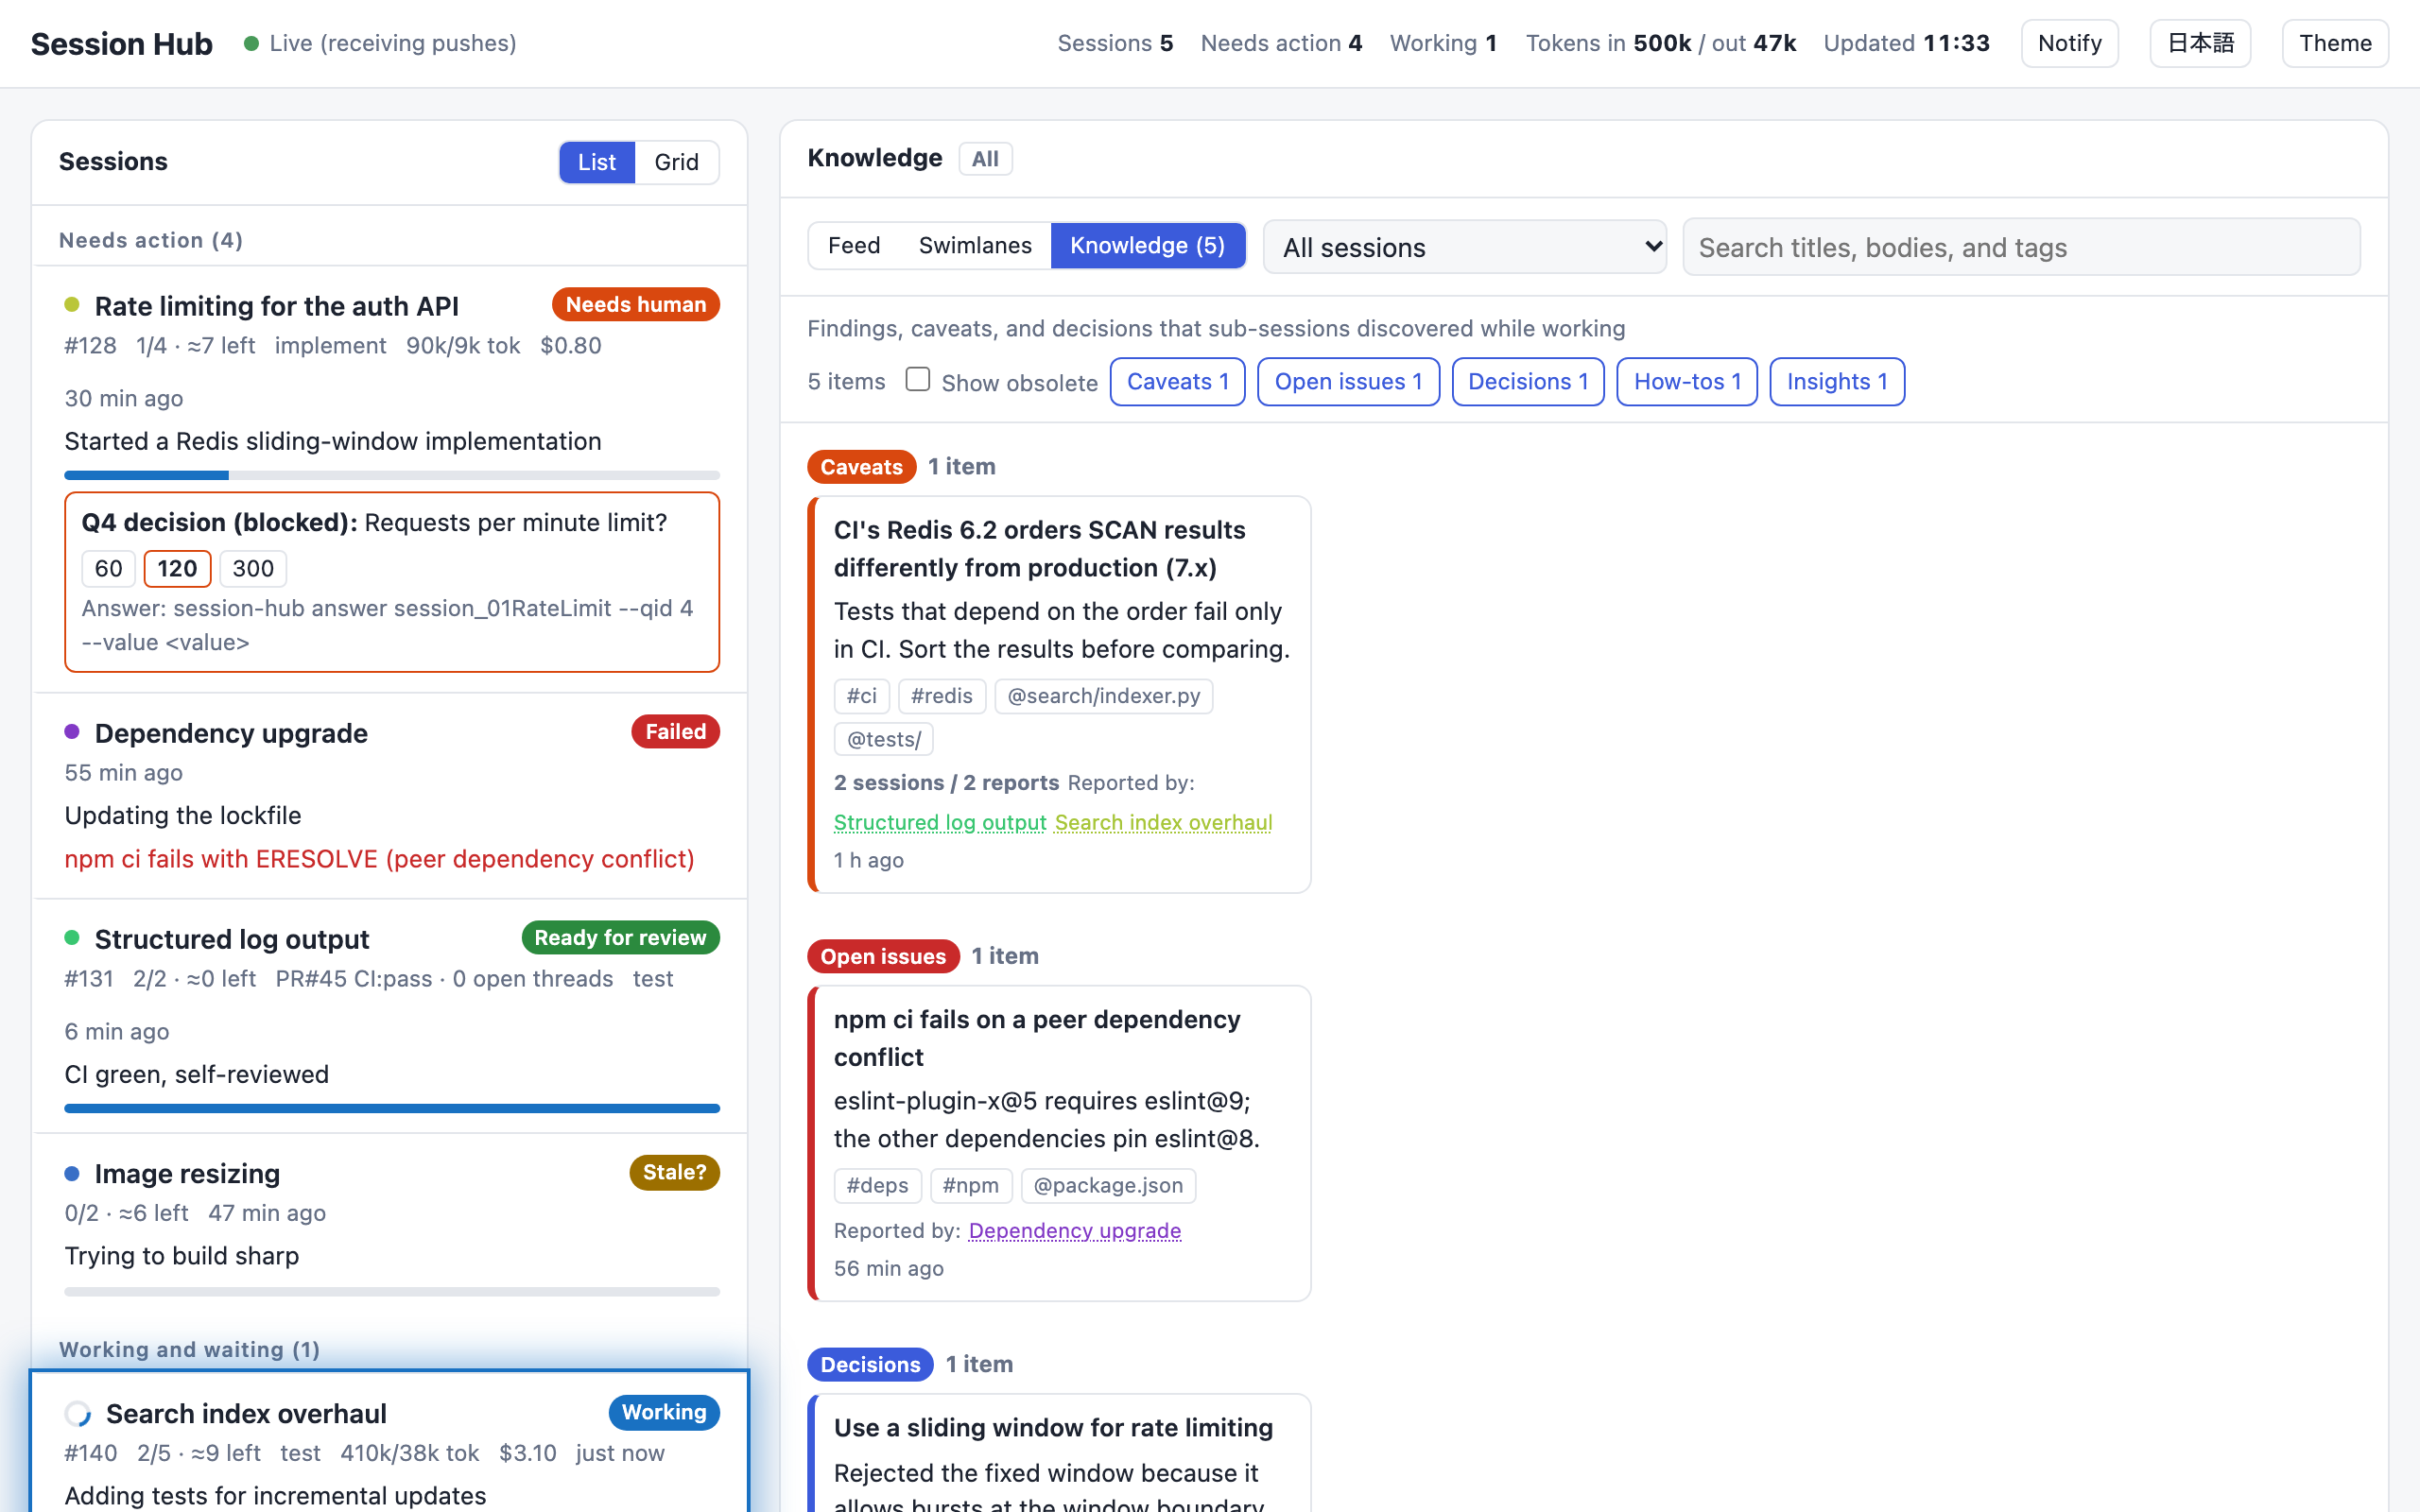 Session Hub
Live (receiving pushes)
Sessions 5
Needs action 4
Working 1
Tokens in 500k / out 47k
Updated 11:33
Notify
日本語
Theme
Sessions
List
Grid
Needs action (4)
Rate limiting for the auth API
Needs human
#128 1/4 · ≈7 left implement 90k/9k tok $0.80
30 min ago
Started a Redis sliding-window implementation
Q4 decision (blocked): Requests per minute limit?
60
120
300
Answer: session-hub answer session_01RateLimit --qid 4
--value <value>
Dependency upgrade
Failed
55 min ago
Updating the lockfile
npm ci fails with ERESOLVE (peer dependency conflict)
Structured log output
Ready for review
#131 2/2 · ≈0 left PR#45 CI:pass · 0 open threads test
6 min ago
CI green, self-reviewed
Image resizing
Stale?
0/2 · ≈6 left 47 min ago
Trying to build sharp
Working and waiting (1)
Search index overhaul
Working
#140 2/5 · ≈9 left test 410k/38k tok $3.10 just now
Adding tests for incremental updates
Knowledge
All
Feed
Swimlanes
Knowledge (5)
All sessions
Search titles, bodies, and tags
Findings, caveats, and decisions that sub-sessions discovered while working
5 items
Show obsolete
Caveats 1
Open issues 1
Decisions 1
How-tos 1
Insights 1
Caveats
1 item
CI's Redis 6.2 orders SCAN results
differently from production (7.x)
Tests that depend on the order fail only
in CI. Sort the results before comparing.
#ci
#redis
@search/indexer.py
@tests/
2 sessions / 2 reports Reported by:
Structured log output Search index overhaul
1 h ago
Open issues
1 item
npm ci fails on a peer dependency
conflict
eslint-plugin-x@5 requires eslint@9;
the other dependencies pin eslint@8.
#deps
#npm
@package.json
Reported by: Dependency upgrade
56 min ago
Decisions
1 item
Use a sliding window for rate limiting
Rejected the fixed window because it
allows bursts at the window boundary